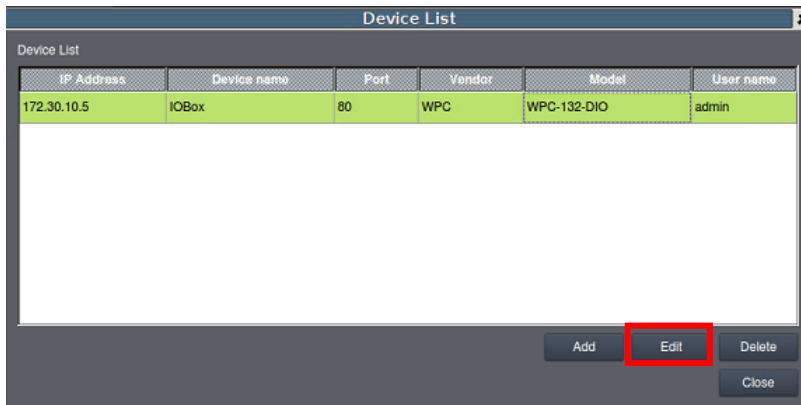 Device List
Device List
IP Address Device name Port Vendor Model User name
172.30.10.5 IOBox 80 WPC WPC-132-DIO admin
Add Edit Delete
Close